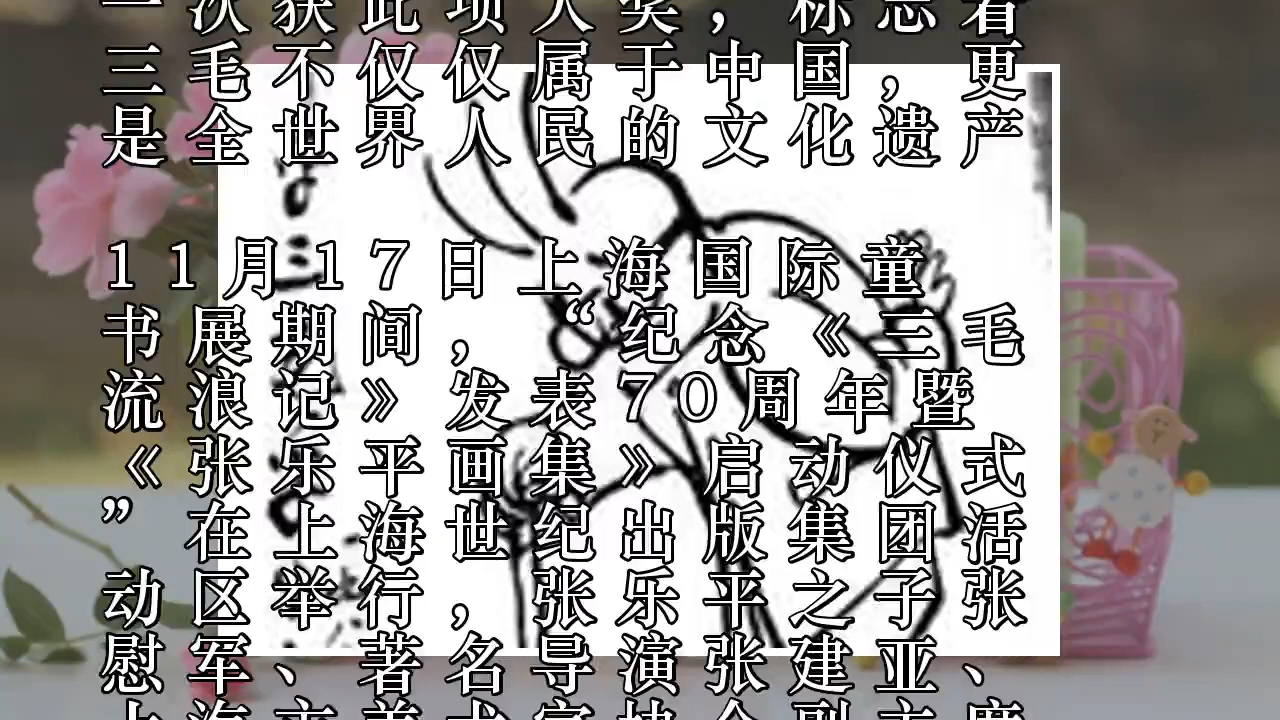 一次获此项大奖，标志着
三毛不仅仅属于中国，更
是全世界人民的文化遗产
11月17日上海国际童
书展期间，“纪念《三毛
流浪记》发表70周年暨
《张乐平画集》启动仪式
”在上海世纪出版集团活
动区举行，张乐平之子张
慰军、著名导演张建亚、